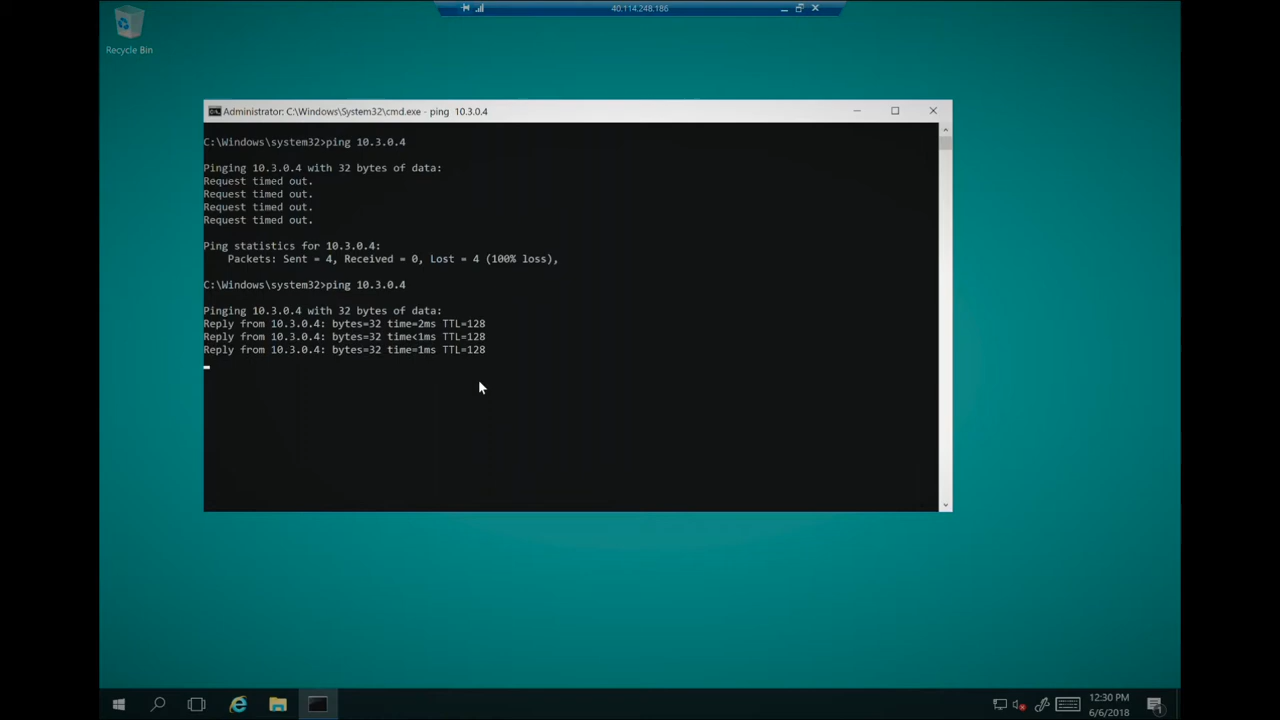 40.114.248.186
Recycle Bin
Administrator: C:\Windows\System32\cmd.exe - ping  10.3.0.4
C:\Windows\system32>ping 10.3.0.4
Pinging 10.3.0.4 with 32 bytes of data:
Request timed out.
Request timed out.
Request timed out.
Request timed out.
Ping statistics for 10.3.0.4:
    Packets: Sent = 4, Received = 0, Lost = 4 (100% loss),
C:\Windows\system32>ping 10.3.0.4
Pinging 10.3.0.4 with 32 bytes of data:
Reply from 10.3.0.4: bytes=32 time=2ms TTL=128
Reply from 10.3.0.4: bytes=32 time<1ms TTL=128
Reply from 10.3.0.4: bytes=32 time=1ms TTL=128
12:30 PM
6/6/2018
1